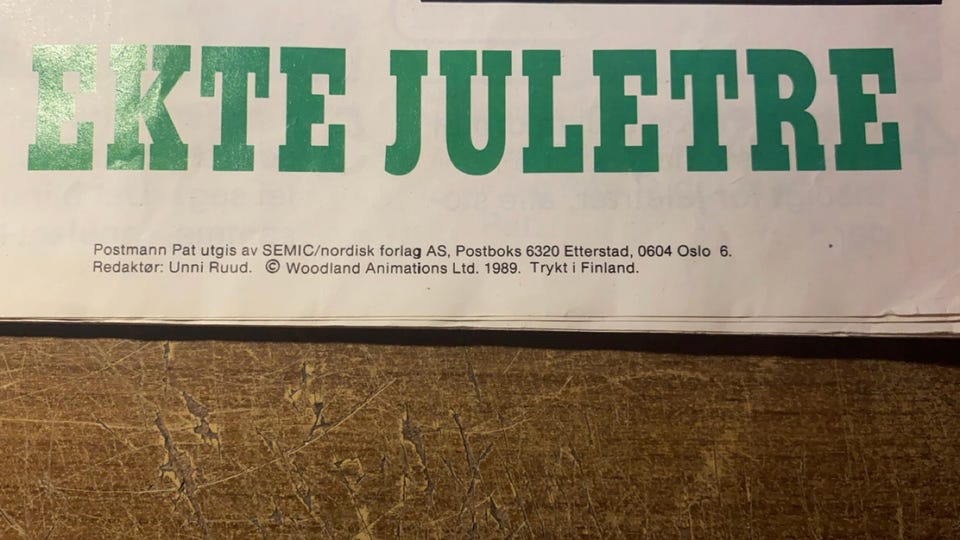 EKTE JULETRE
Postmann Pat utgis av SEMIC/nordisk forlag AS, Postboks 6320 Etterstad, 0604 Oslo 6.
Redaktør: Unni Ruud. © Woodland Animations Ltd. 1989. Trykt i Finland.